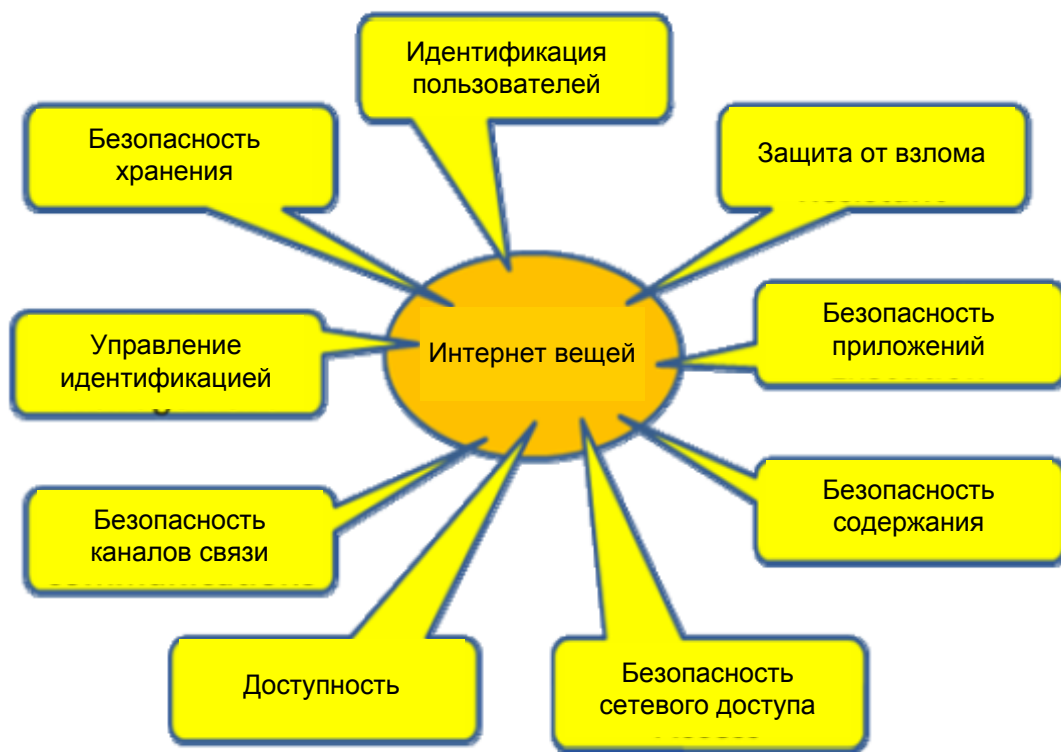 Идентификация
пользователей
Безопасность
хранения
Защита от взлома
Управление
идентификацией
Интернет вещей
Безопасность
приложений
Безопасность
каналов связи
Безопасность
содержания
Доступность
Безопасность
сетевого доступа